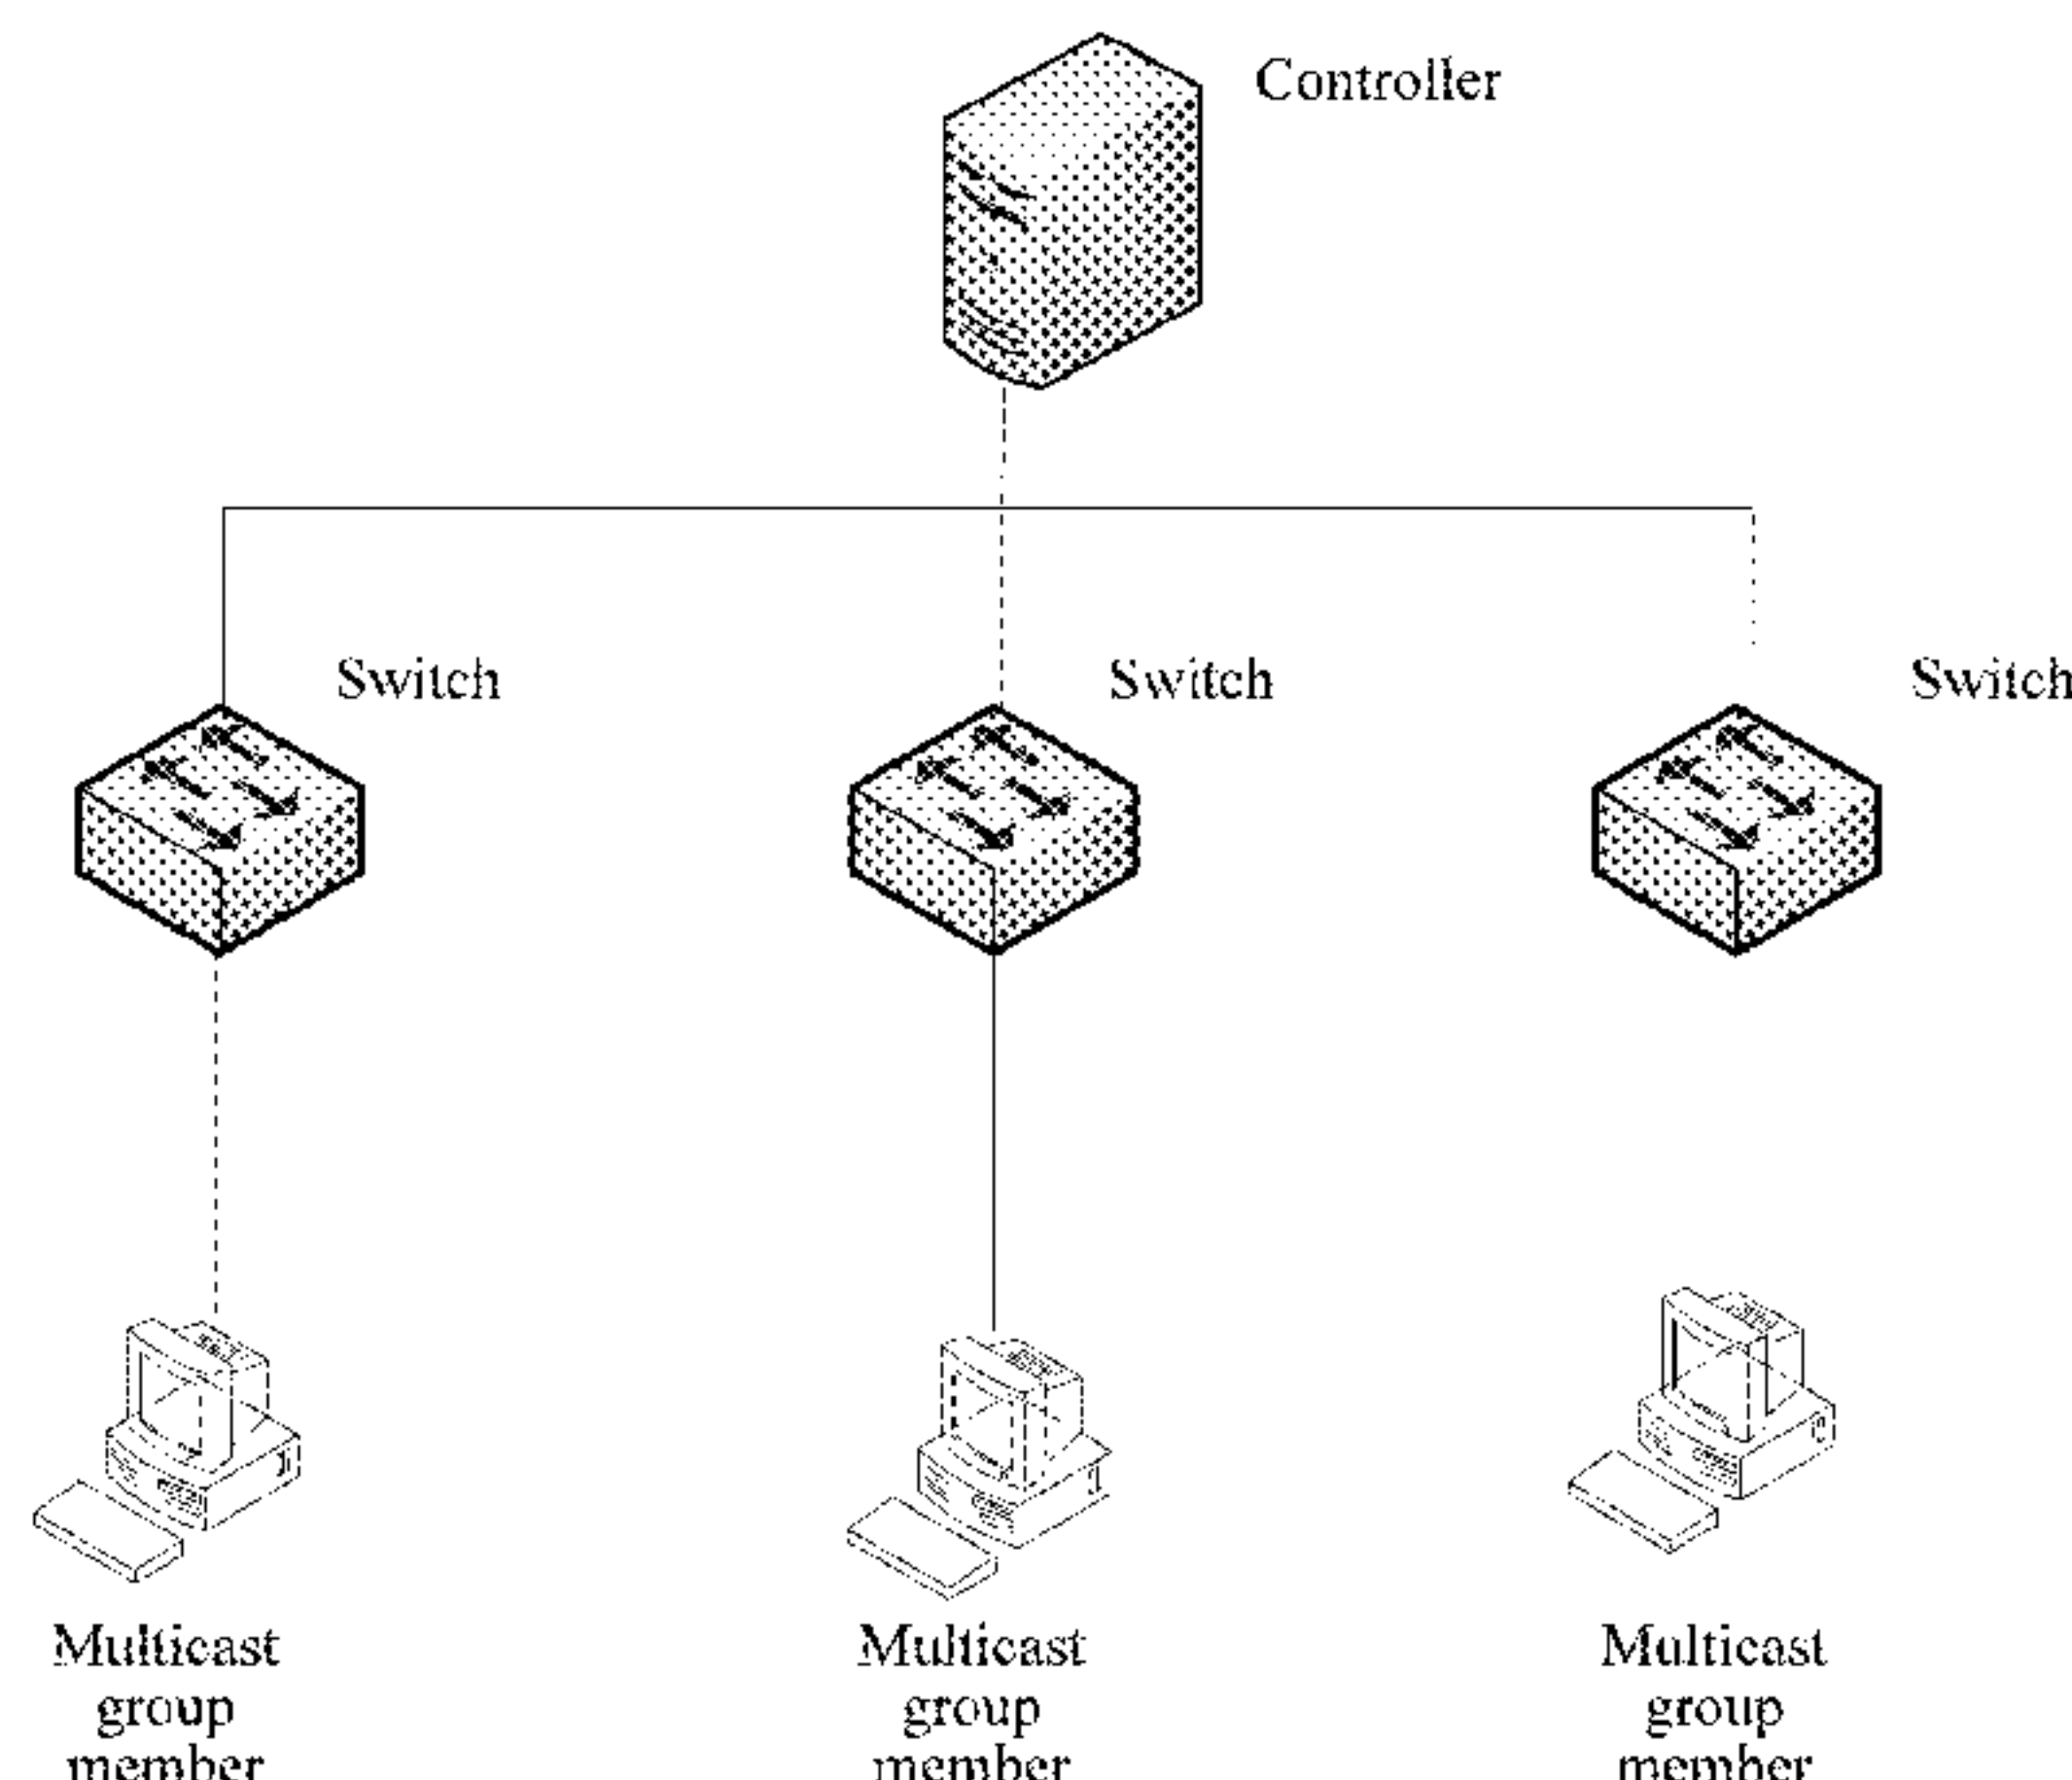 Controller
Switch
Switch
Switch
Multicast
group
member
Multicast
group
member
Multicast
group
member